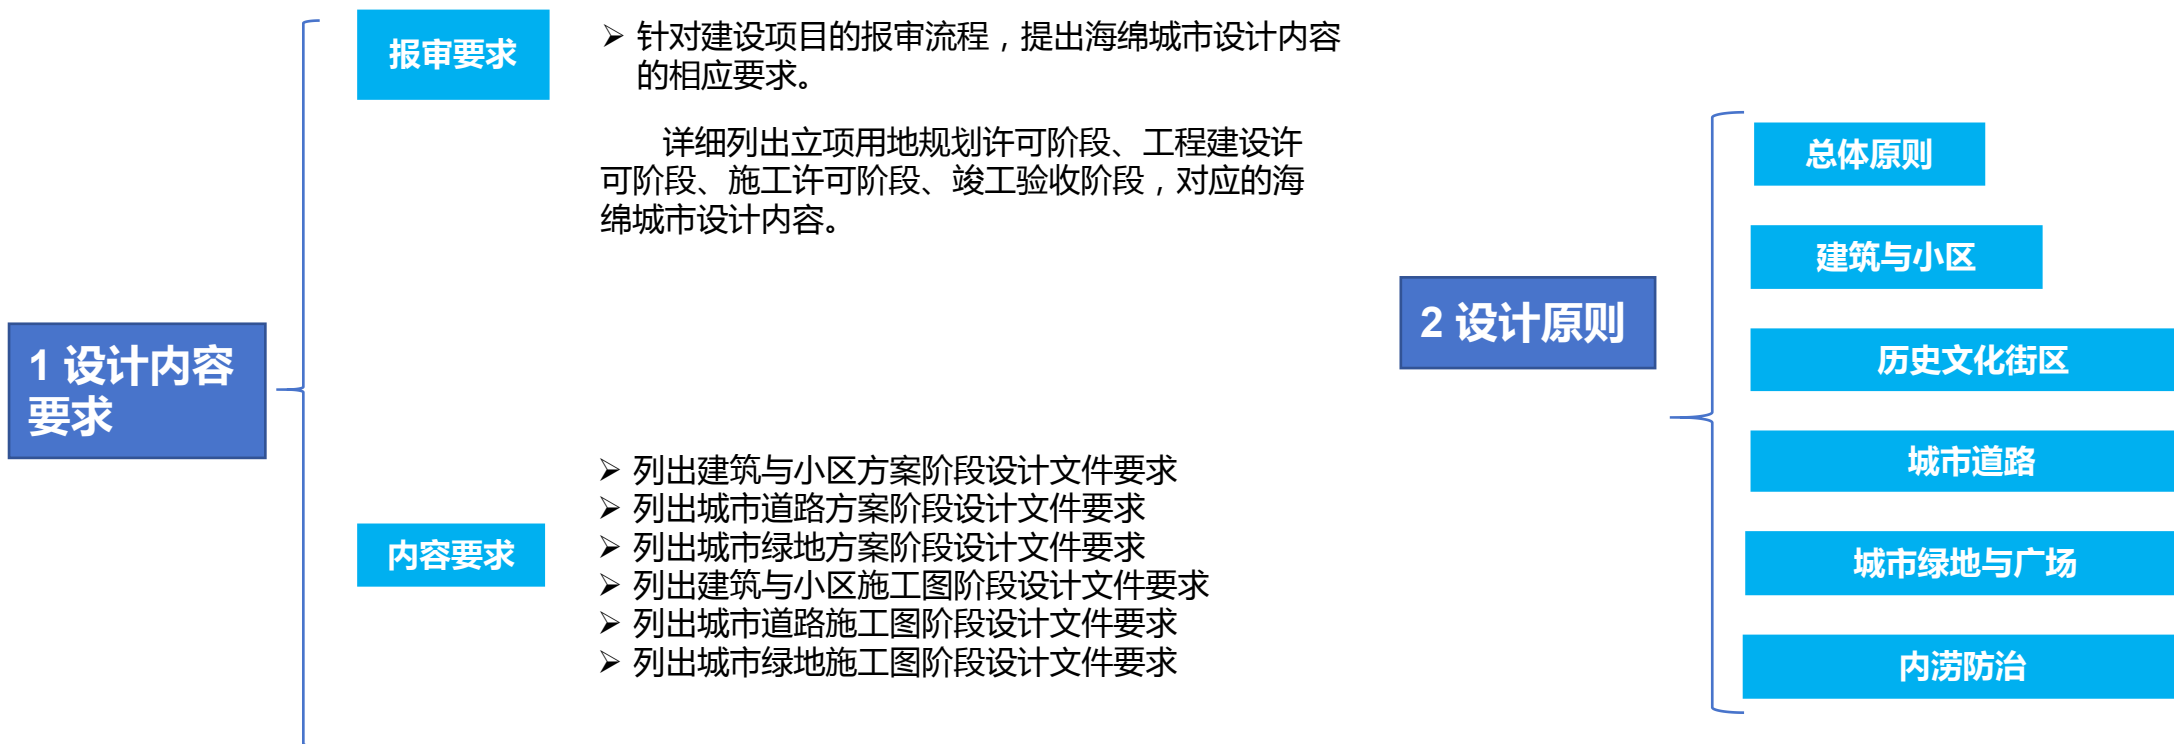 1 设计内容
要求
报审要求
➢ 针对建设项目的报审流程，提出海绵城市设计内容
的相应要求。
详细列出立项用地规划许可阶段、工程建设许
可阶段、施工许可阶段、竣工验收阶段，对应的海
绵城市设计内容。
内容要求
➢ 列出建筑与小区方案阶段设计文件要求
➢ 列出城市道路方案阶段设计文件要求
➢ 列出城市绿地方案阶段设计文件要求
➢ 列出建筑与小区施工图阶段设计文件要求
➢ 列出城市道路施工图阶段设计文件要求
➢ 列出城市绿地施工图阶段设计文件要求
2 设计原则
总体原则
建筑与小区
历史文化街区
城市道路
城市绿地与广场
内涝防治